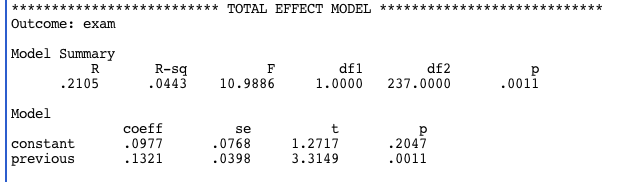 ************************** TOTAL EFFECT MODEL ****************************
Outcome: exam
Model Summary
R R-sq F df1 df2 p
.2105 .0443 10.9886 1.0000 237.0000 .0011
Model
coeff se t p
constant .0977 .0768 1.2717 .2047
previous .1321 .0398 3.3149 .0011